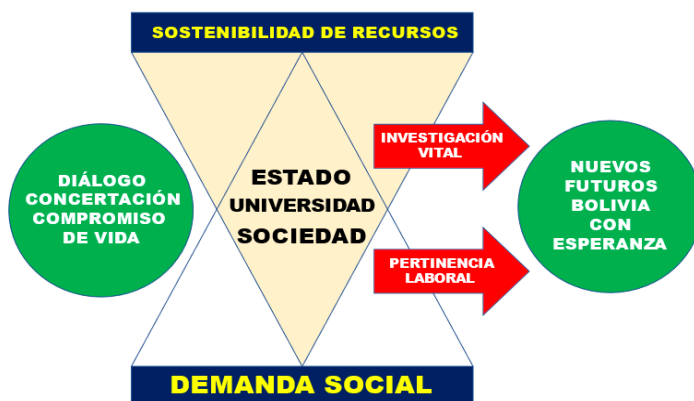 SOSTENIBILIDAD DE RECURSOS
DIÁLOGO
CONCERTACIÓN
COMPROMISO
DE VIDA
ESTADO
UNIVERSIDAD
SOCIEDAD
INVESTIGACIÓN
VITAL
PERTINENCIA
LABORAL
NUEVOS
FUTUROS
BOLIVIA
CON
ESPERANZA
DEMANDA SOCIAL